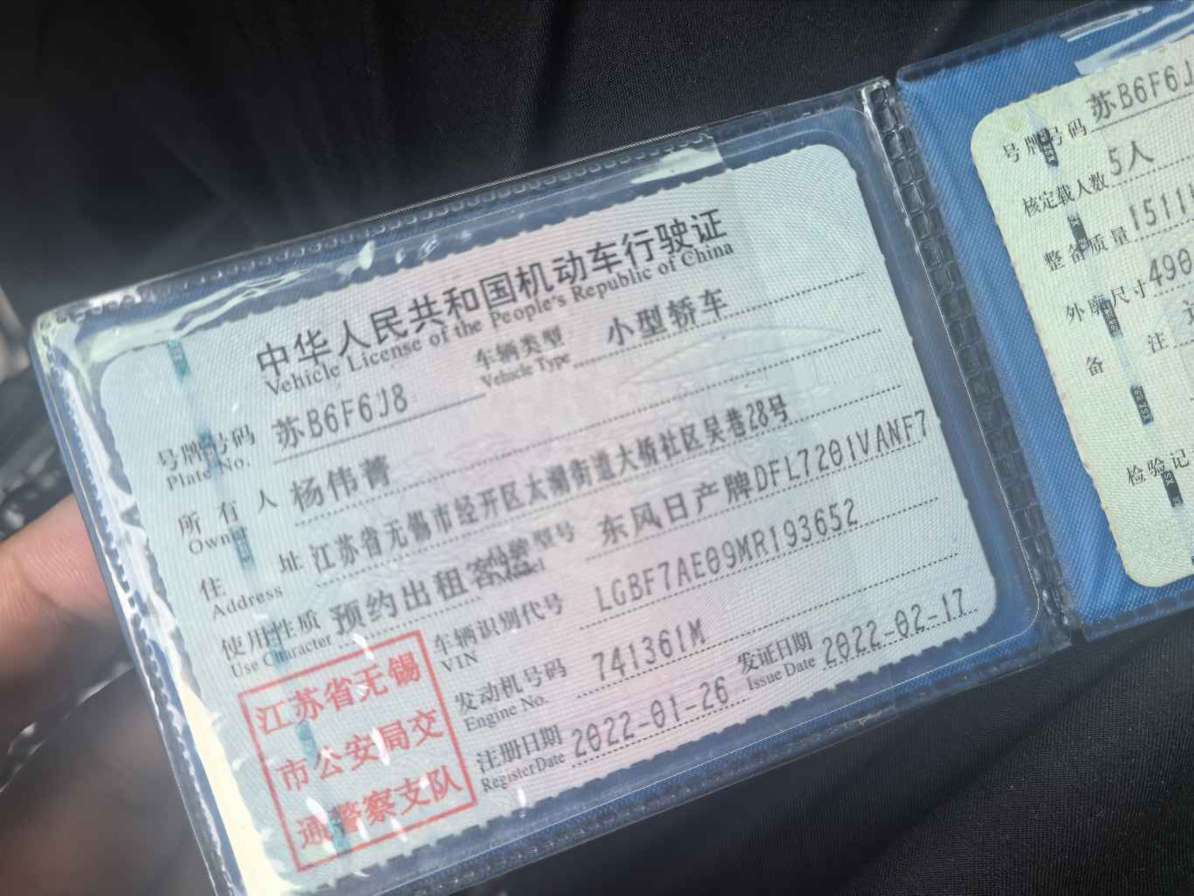 中华人民共和国机动车行驶证
Vehicle License of the People's Republic of China
号牌号码 苏B6F6J8 车辆类型 小型轿车
Plate No. Vehicle Type
所有人 杨伟菁
Owner
住址 江苏省无锡市经开区太湖街道大桥社区吴巷28号
Address
使用性质 预约出租客运 型号 东风日产牌DFL7201VANF7
Use Character
车辆识别代号 LGBF7AE09MR193652
VIN
发动机号码 741361M
Engine No.
注册日期 2022-01-26 发证日期 2022-02-17
Register Date Issue Date
江苏省无锡
市公安局交
通警察支队
号牌号码 苏B6F6J
核定载人数 5人
整备质量 1511
外廓尺寸 490
备注
检验记